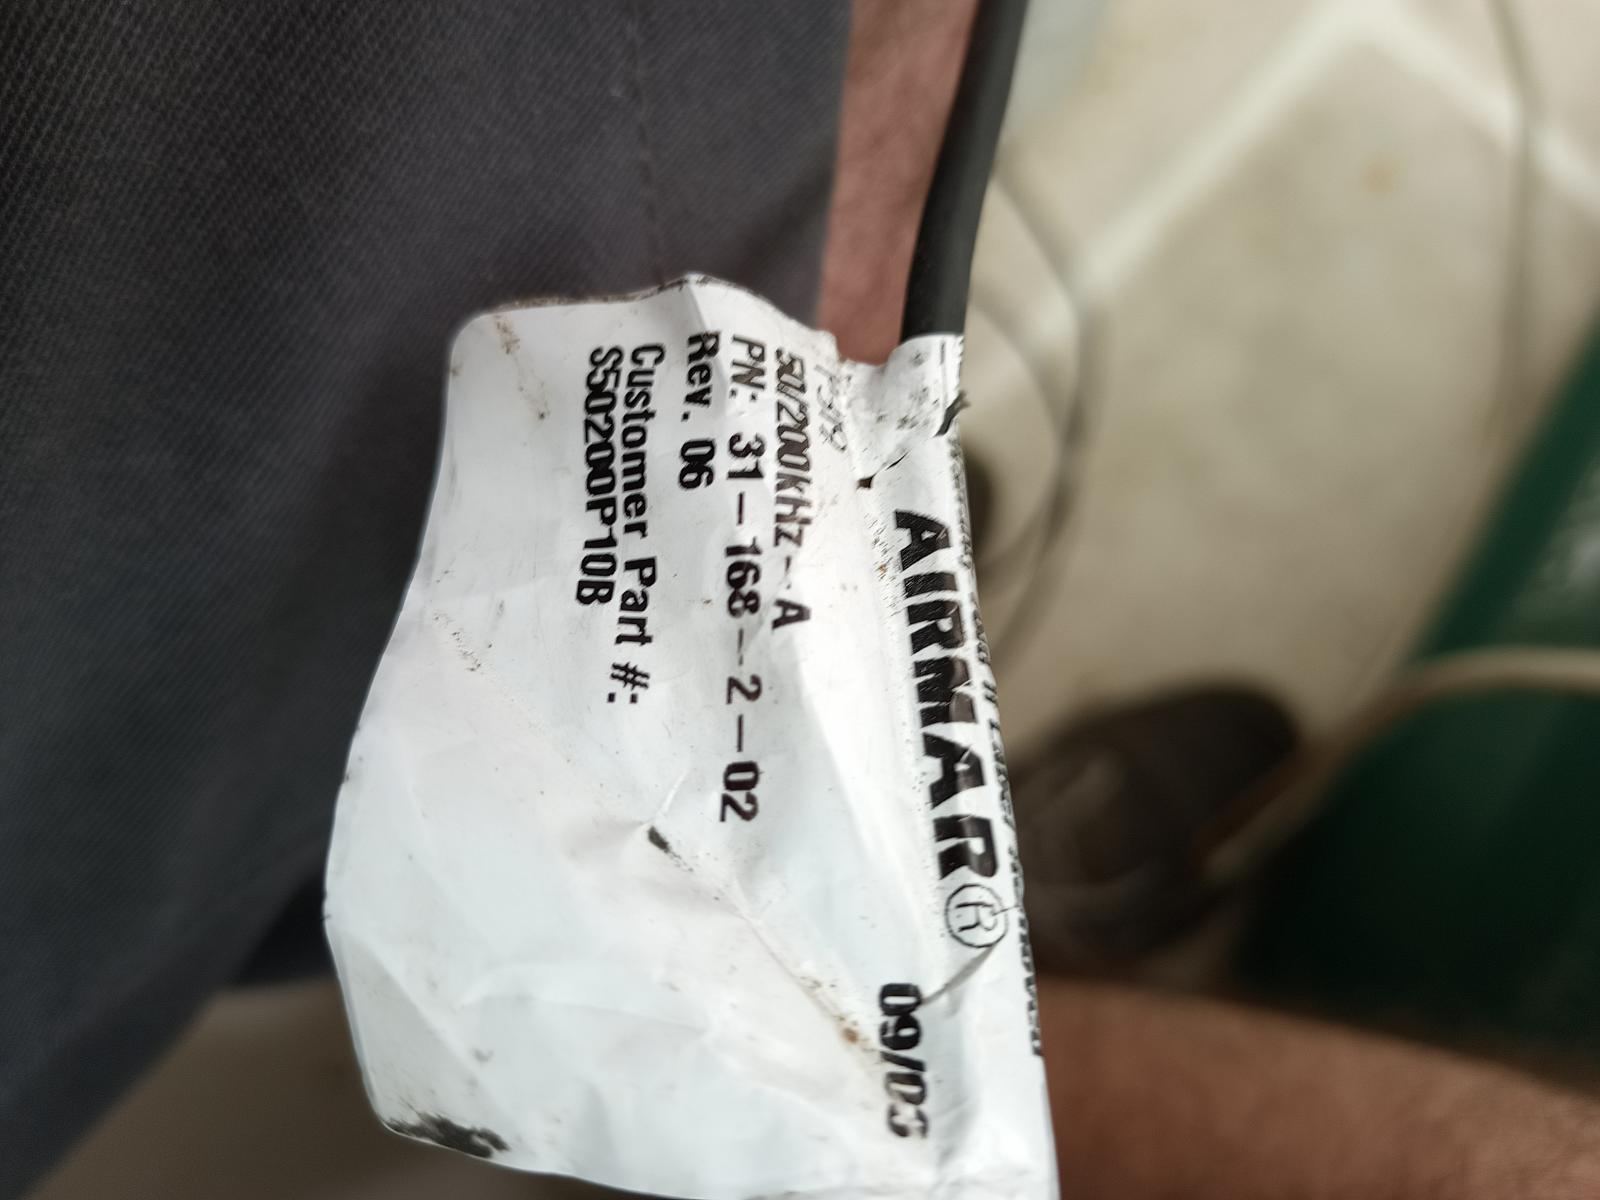 AIRMAR®
09/03
50/200kHz-A
PN: 31-168-2-02
Rev. 06
Customer Part #:
S50200P10B